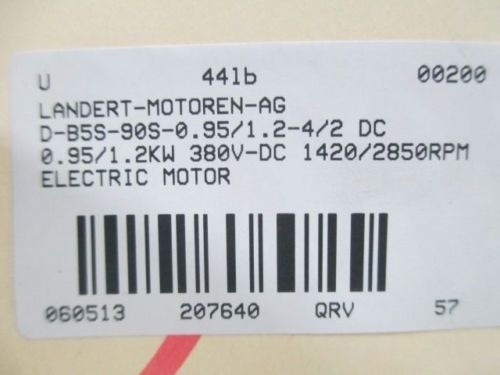 U 44lb 00200
LANDERT-MOTOREN-AG
D-B5S-90S-0.95/1.2-4/2 DC
0.95/1.2KW 380V-DC 1420/2850RPM
ELECTRIC MOTOR
060513 207640 QRV 57